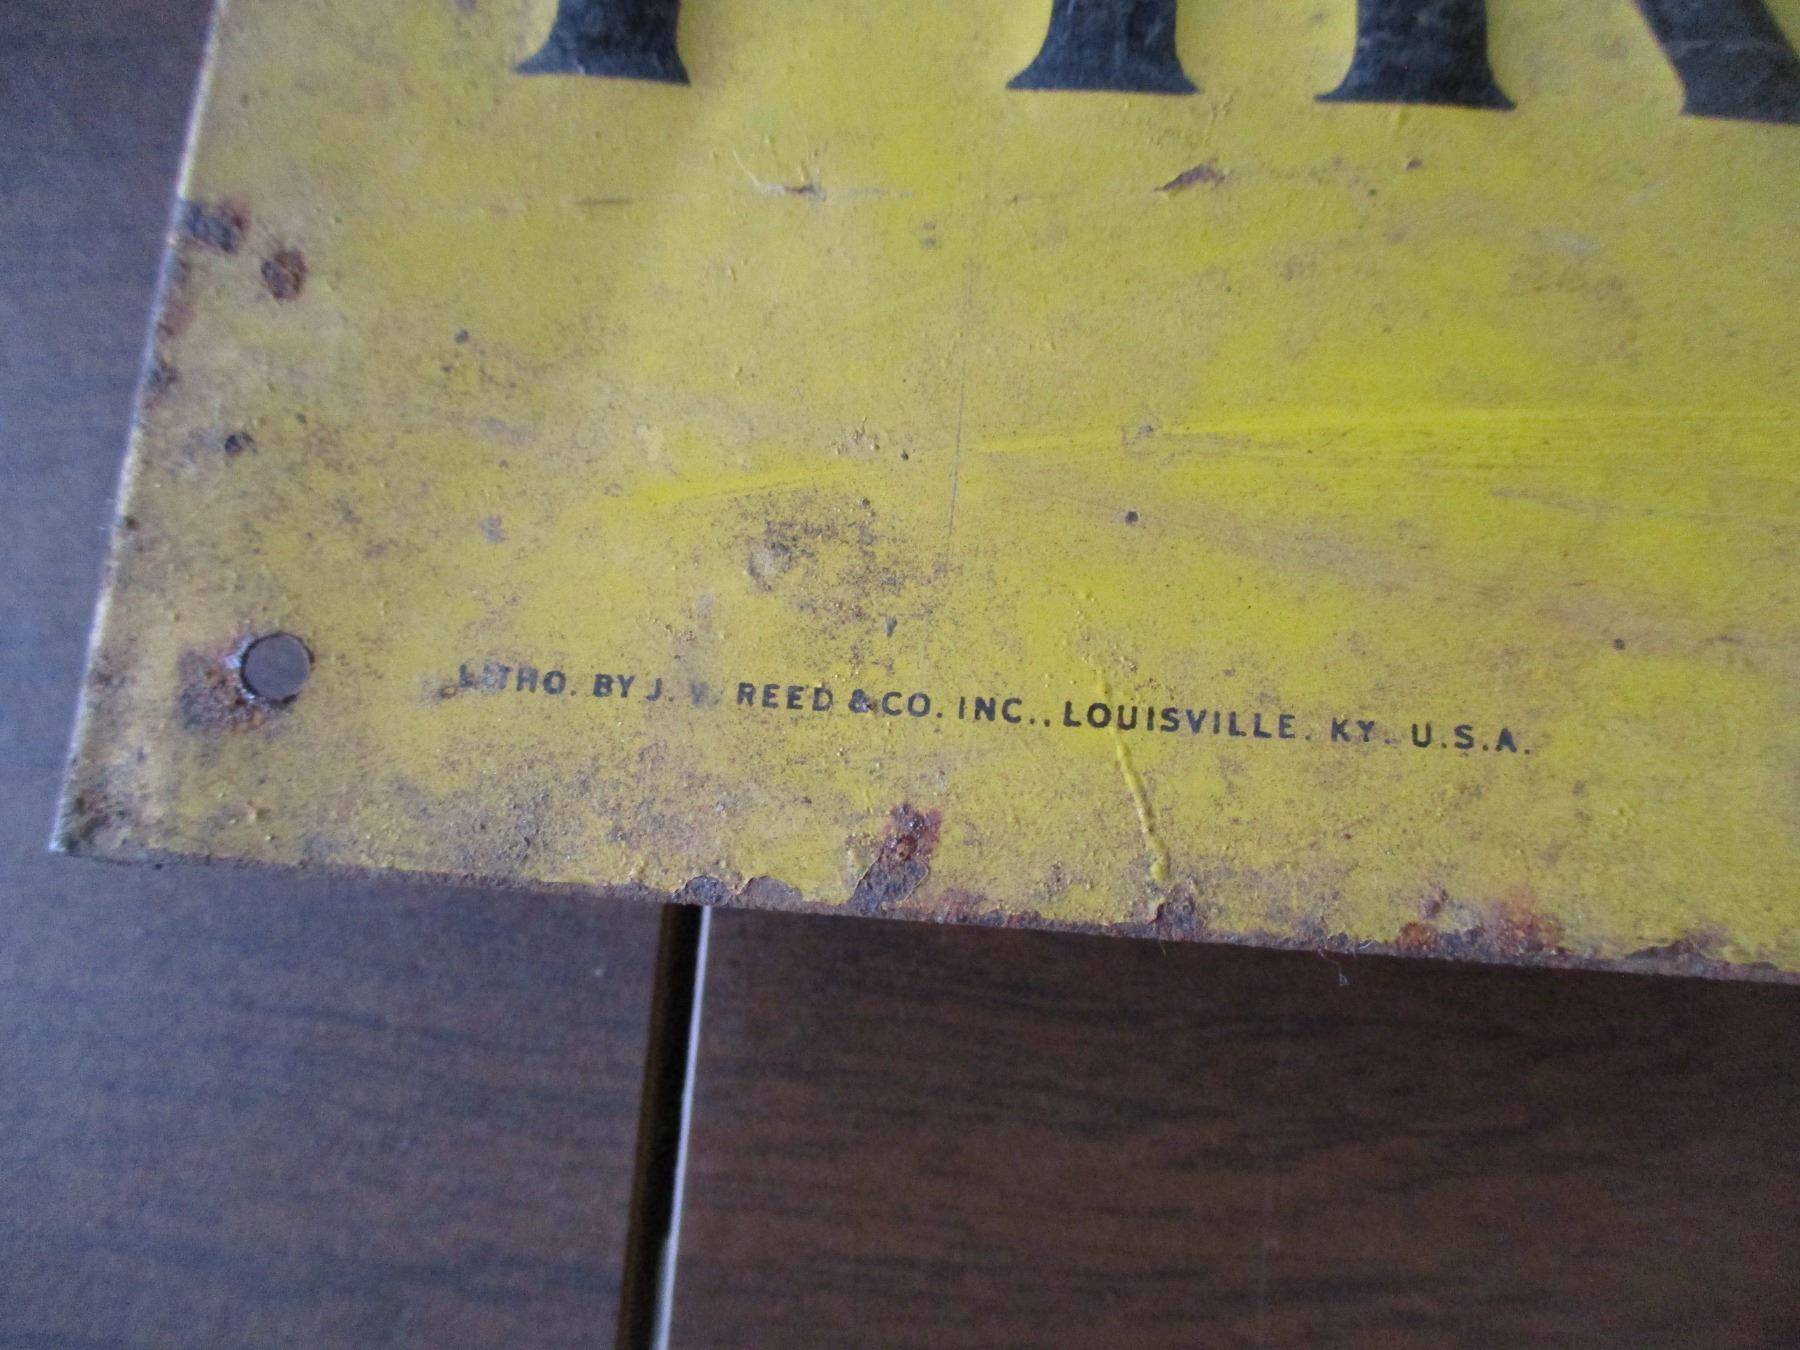 LITHO. BY J. V. REED & CO. INC., LOUISVILLE, KY. U.S.A.